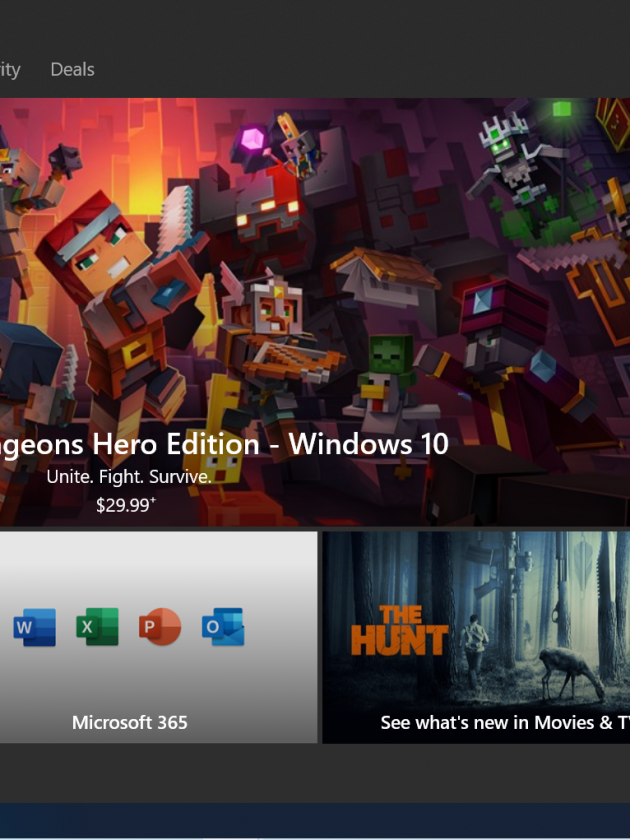 ity Deals
ngeons Hero Edition - Windows 10
Unite. Fight. Survive.
$29.99+
W X P O
THE
HUNT
Microsoft 365
See what's new in Movies & T